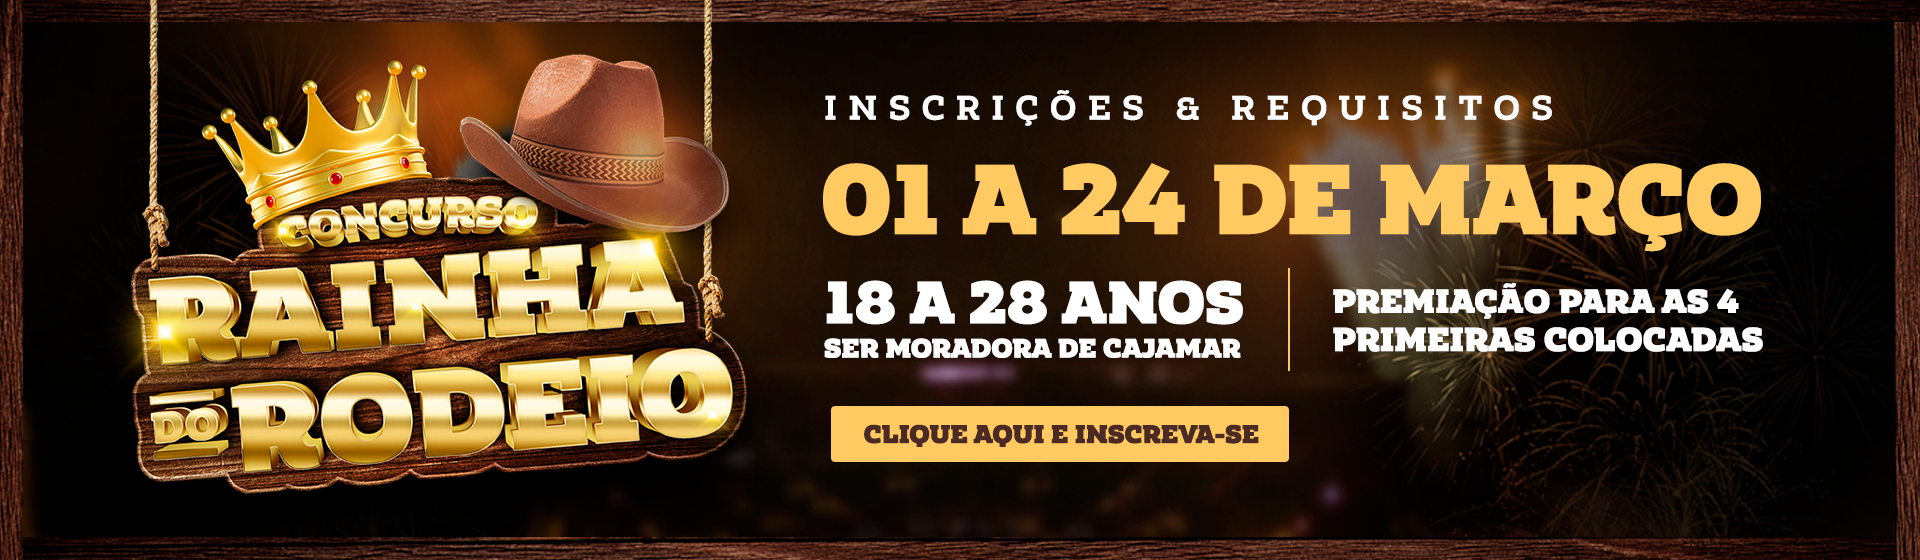 CONCURSO
RAINHA
DO RODEIO
INSCRIÇÕES & REQUISITOS
01 A 24 DE MARÇO
18 A 28 ANOS
SER MORADORA DE CAJAMAR
PREMIAÇÃO PARA AS 4
PRIMEIRAS COLOCADAS
CLIQUE AQUI E INSCREVA-SE